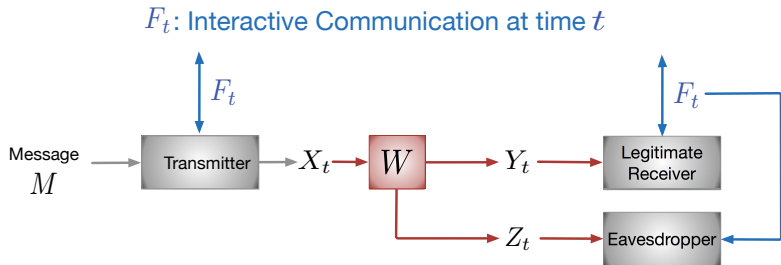 F_t: Interactive Communication at time t
F_t
F_t
Message
M
Transmitter
X_t
W
Y_t
Legitimate
Receiver
Z_t
Eavesdropper